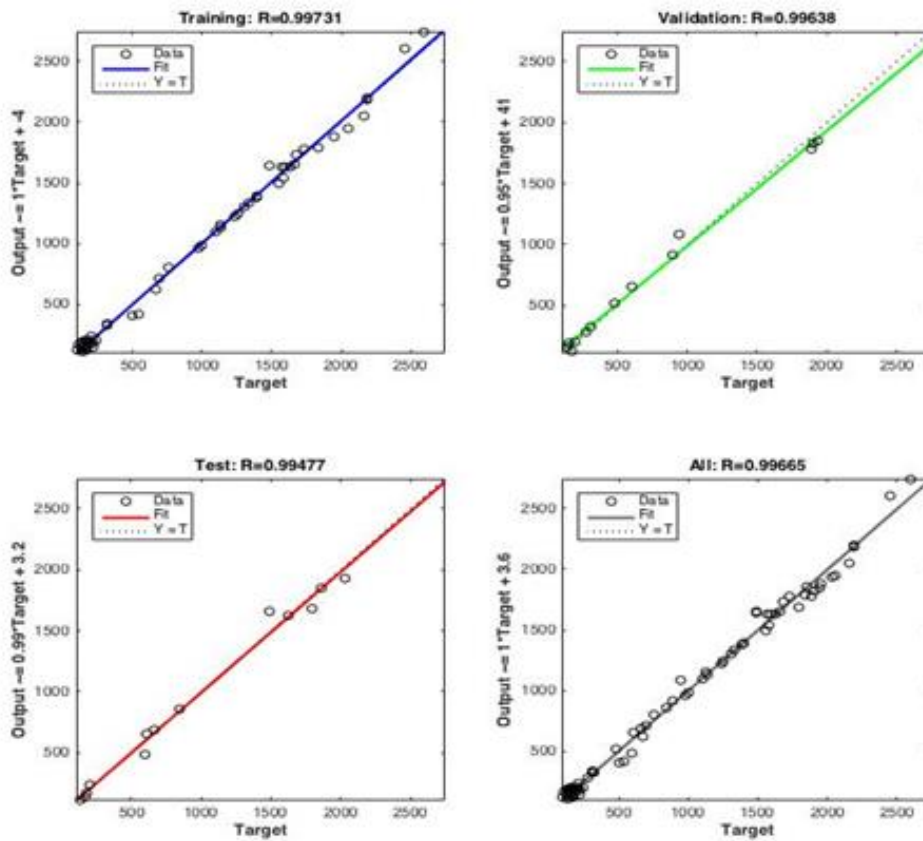 Training: R=0.99731
Data
Fit
Y = T
Output ~= 1*Target + -4
2500
2000
1500
1000
500
500 1000 1500 2000 2500
Target
Validation: R=0.99638
Data
Fit
Y = T
Output ~= 0.95*Target + 41
2500
2000
1500
1000
500
500 1000 1500 2000 2500
Target
Test: R=0.99477
Data
Fit
Y = T
Output ~= 0.99*Target + 3.2
2500
2000
1500
1000
500
500 1000 1500 2000 2500
Target
All: R=0.99665
Data
Fit
Y = T
Output ~= 1*Target + 3.6
2500
2000
1500
1000
500
500 1000 1500 2000 2500
Target